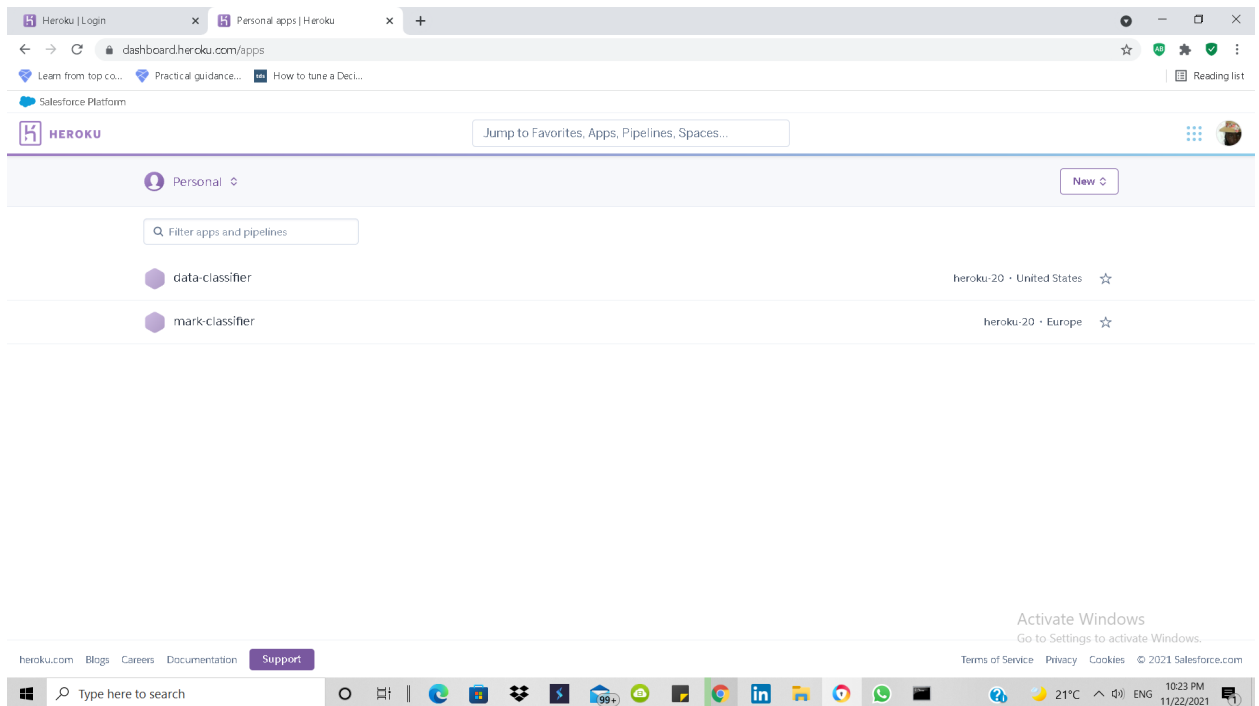 Heroku | Login
Personal apps | Heroku
dashboard.heroku.com/apps
AB
Learn from top co...
Practical guidance...
tds How to tune a Deci...
Reading list
Salesforce Platform
HEROKU
Jump to Favorites, Apps, Pipelines, Spaces...
Personal
New
Filter apps and pipelines
data-classifier
heroku-20 · United States
mark-classifier
heroku-20 · Europe
Activate Windows
Go to Settings to activate Windows.
heroku.com Blogs Careers Documentation Support
Terms of Service Privacy Cookies © 2021 Salesforce.com
Type here to search
99+
in
21°C
ENG
10:23 PM
11/22/2021
1